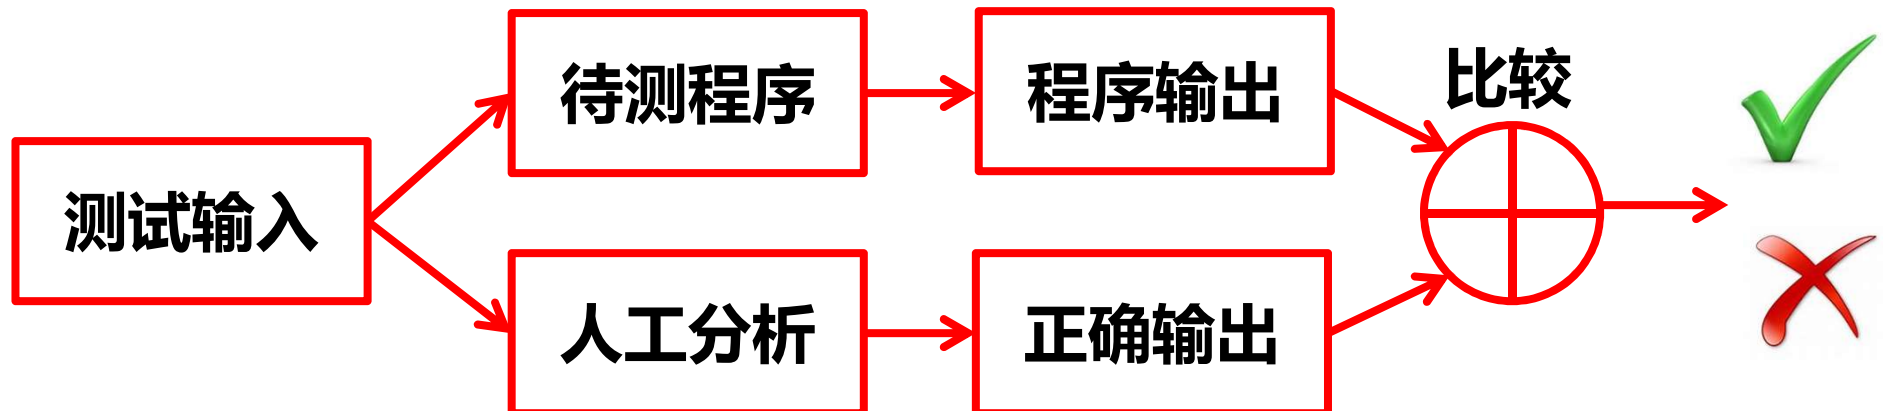 测试输入
待测程序
程序输出
人工分析
正确输出
比较